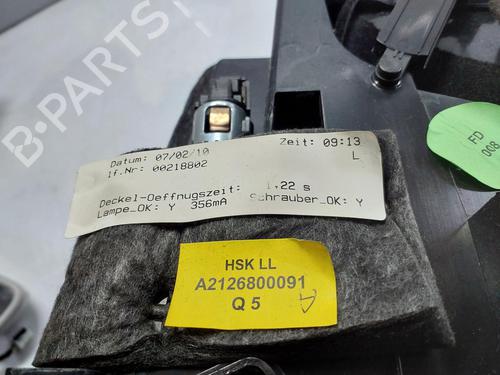 B-PARTS
Datum: 07/02/10 Zeit: 09:13
lf.Nr: 00218802 L
Deckel-Oeffnugszeit: 1,22 s
Lampe_OK: Y 356mA Schrauber_OK: Y
HSK LL
A2126800091
Q 5
A
FD
008